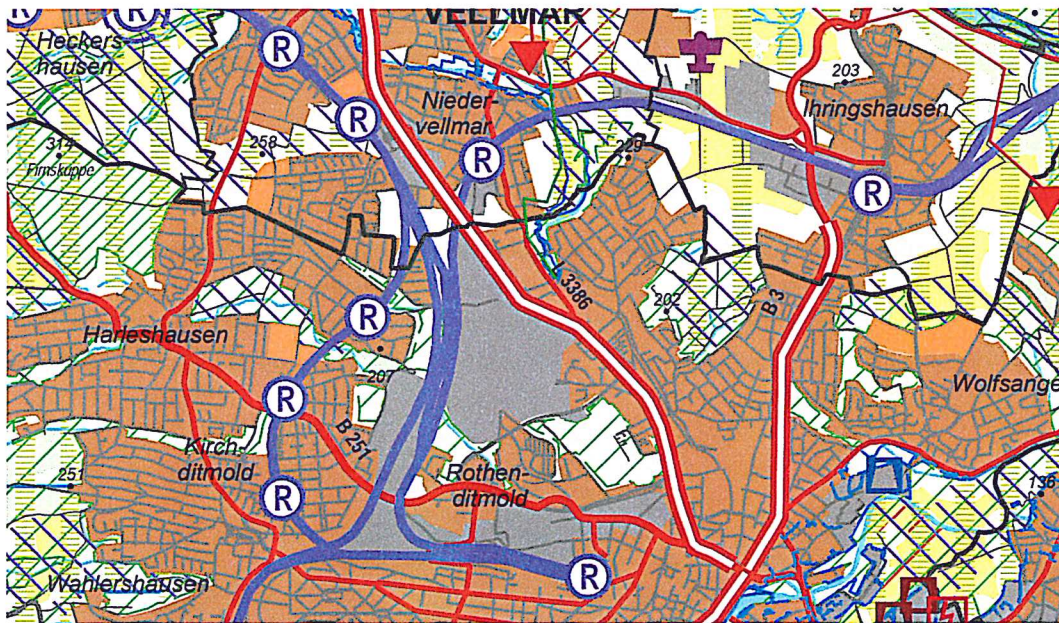 VELLMAR
R
R
Heckers-
hausen
R
203
Nieder-
vellmar
Ihringshausen
R
314
Firnskuppe
258
229
R
R
L 3386
202
B 3
R
Harleshausen
207
Wolfsange
R
B 251
Kirch-
ditmold
Rothen-
ditmold
251
136
R
R
Wahlershausen